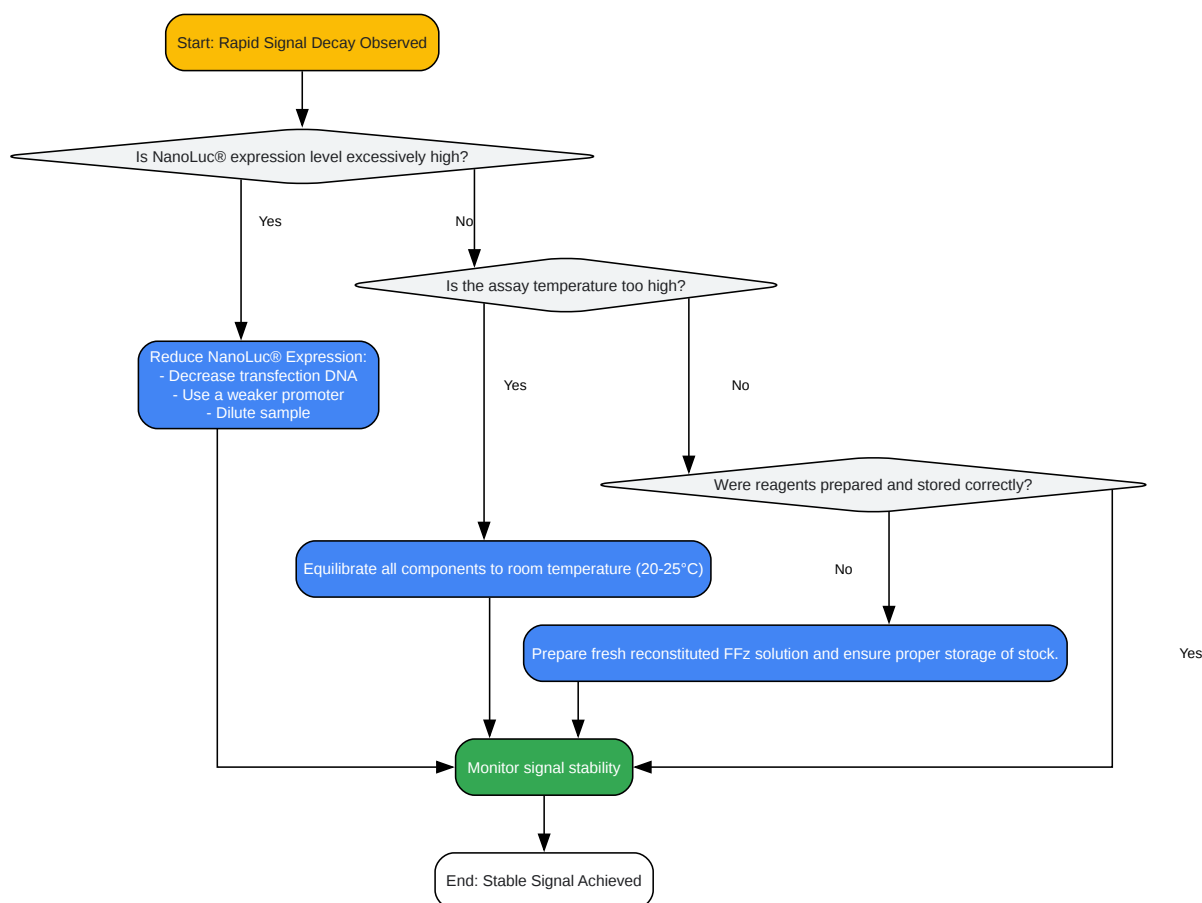 Start: Rapid Signal Decay Observed
Is NanoLuc® expression level excessively high?
Yes
No
Is the assay temperature too high?
Reduce NanoLuc® Expression:
- Decrease transfection DNA
- Use a weaker promoter
- Dilute sample
Yes
No
Were reagents prepared and stored correctly?
Equilibrate all components to room temperature (20-25°C)
No
Prepare fresh reconstituted FFz solution and ensure proper storage of stock.
Yes
Monitor signal stability
End: Stable Signal Achieved